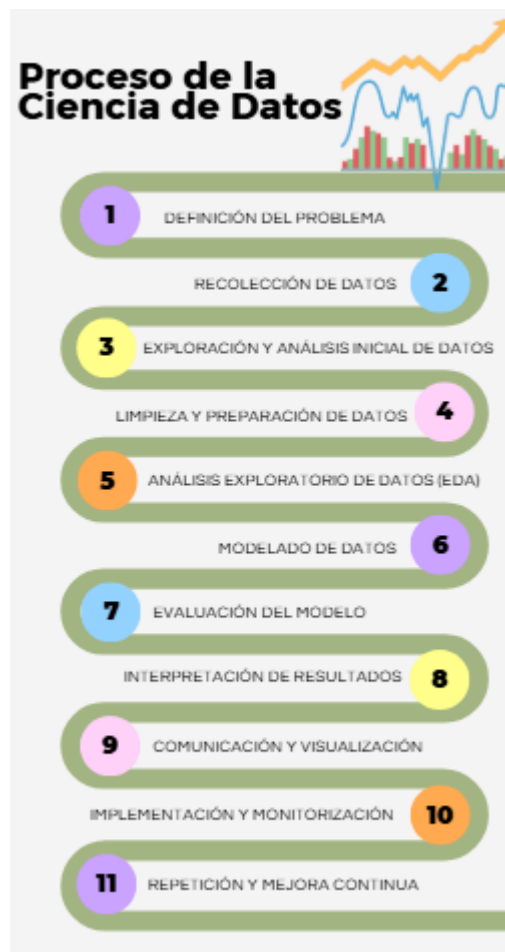 Proceso de la
Ciencia de Datos
1 DEFINICIÓN DEL PROBLEMA
RECOLECCIÓN DE DATOS 2
3 EXPLORACIÓN Y ANÁLISIS INICIAL DE DATOS
LIMPIEZA Y PREPARACIÓN DE DATOS 4
5 ANÁLISIS EXPLORATORIO DE DATOS (EDA)
MODELADO DE DATOS 6
7 EVALUACIÓN DEL MODELO
INTERPRETACIÓN DE RESULTADOS 8
9 COMUNICACIÓN Y VISUALIZACIÓN
IMPLEMENTACIÓN Y MONITORIZACIÓN 10
11 REPETICIÓN Y MEJORA CONTINUA